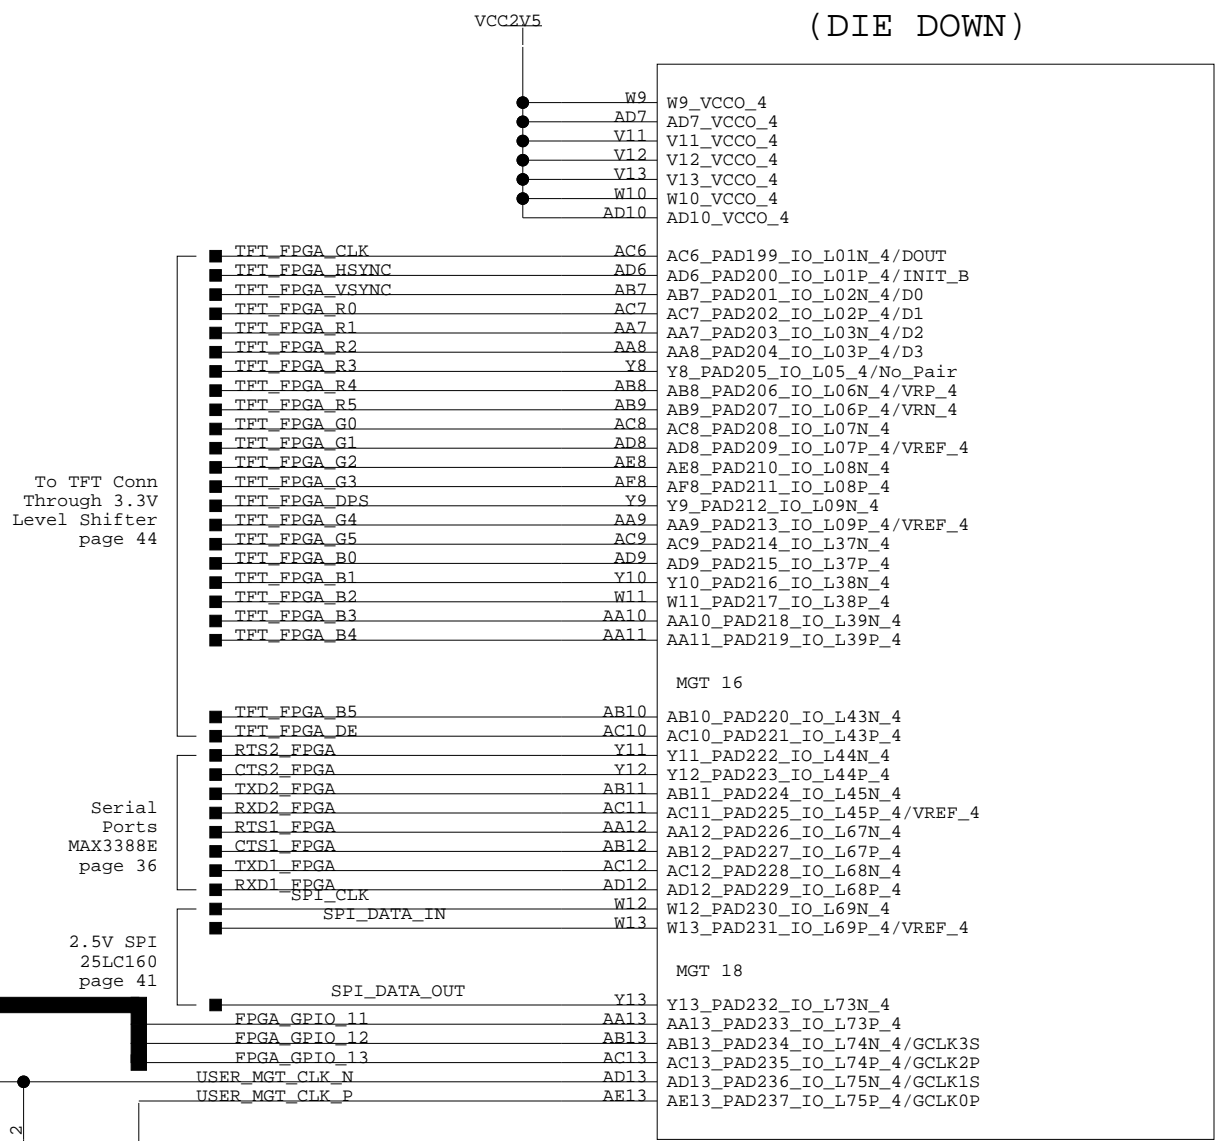 VCC2V5
(DIE DOWN)
W9 W9_VCCO_4
AD7 AD7_VCCO_4
V11 V11_VCCO_4
V12 V12_VCCO_4
V13 V13_VCCO_4
W10 W10_VCCO_4
AD10 AD10_VCCO_4
TFT_FPGA_CLK AC6 AC6_PAD199_IO_L01N_4/DOUT
TFT_FPGA_HSYNC AD6 AD6_PAD200_IO_L01P_4/INIT_B
TFT_FPGA_VSYNC AB7 AB7_PAD201_IO_L02N_4/D0
TFT_FPGA_R0 AC7 AC7_PAD202_IO_L02P_4/D1
TFT_FPGA_R1 AA7 AA7_PAD203_IO_L03N_4/D2
TFT_FPGA_R2 AA8 AA8_PAD204_IO_L03P_4/D3
TFT_FPGA_R3 Y8 Y8_PAD205_IO_L05_4/No_Pair
TFT_FPGA_R4 AB8 AB8_PAD206_IO_L06N_4/VRP_4
TFT_FPGA_R5 AB9 AB9_PAD207_IO_L06P_4/VRN_4
TFT_FPGA_G0 AC8 AC8_PAD208_IO_L07N_4
TFT_FPGA_G1 AD8 AD8_PAD209_IO_L07P_4/VREF_4
TFT_FPGA_G2 AE8 AE8_PAD210_IO_L08N_4
TFT_FPGA_G3 AF8 AF8_PAD211_IO_L08P_4
TFT_FPGA_DPS Y9 Y9_PAD212_IO_L09N_4
TFT_FPGA_G4 AA9 AA9_PAD213_IO_L09P_4/VREF_4
TFT_FPGA_G5 AC9 AC9_PAD214_IO_L37N_4
TFT_FPGA_B0 AD9 AD9_PAD215_IO_L37P_4
TFT_FPGA_B1 Y10 Y10_PAD216_IO_L38N_4
TFT_FPGA_B2 W11 W11_PAD217_IO_L38P_4
TFT_FPGA_B3 AA10 AA10_PAD218_IO_L39N_4
TFT_FPGA_B4 AA11 AA11_PAD219_IO_L39P_4
To TFT Conn
Through 3.3V
Level Shifter
page 44
MGT 16
TFT_FPGA_B5 AB10 AB10_PAD220_IO_L43N_4
TFT_FPGA_DE AC10 AC10_PAD221_IO_L43P_4
RTS2_FPGA Y11 Y11_PAD222_IO_L44N_4
CTS2_FPGA Y12 Y12_PAD223_IO_L44P_4
TXD2_FPGA AB11 AB11_PAD224_IO_L45N_4
RXD2_FPGA AC11 AC11_PAD225_IO_L45P_4/VREF_4
RTS1_FPGA AA12 AA12_PAD226_IO_L67N_4
CTS1_FPGA AB12 AB12_PAD227_IO_L67P_4
TXD1_FPGA AC12 AC12_PAD228_IO_L68N_4
RXD1_FPGA AD12 AD12_PAD229_IO_L68P_4
Serial
Ports
MAX3388E
page 36
SPI_CLK W12 W12_PAD230_IO_L69N_4
SPI_DATA_IN W13 W13_PAD231_IO_L69P_4/VREF_4
2.5V SPI
25LC160
page 41
MGT 18
SPI_DATA_OUT Y13 Y13_PAD232_IO_L73N_4
FPGA_GPIO_11 AA13 AA13_PAD233_IO_L73P_4
FPGA_GPIO_12 AB13 AB13_PAD234_IO_L74N_4/GCLK3S
FPGA_GPIO_13 AC13 AC13_PAD235_IO_L74P_4/GCLK2P
USER_MGT_CLK_N AD13 AD13_PAD236_IO_L75N_4/GCLK1S
USER_MGT_CLK_P AE13 AE13_PAD237_IO_L75P_4/GCLK0P
2